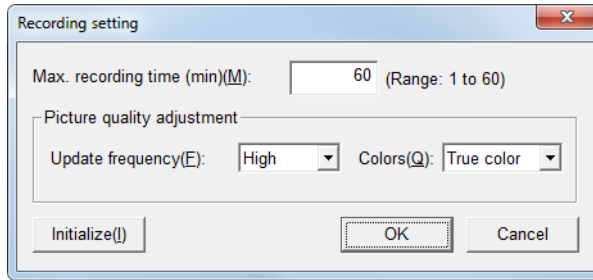 Recording setting
Max. recording time (min)(M): 60 (Range: 1 to 60)
Picture quality adjustment
Update frequency(F): High Colors(Q): True color
Initialize(I) OK Cancel